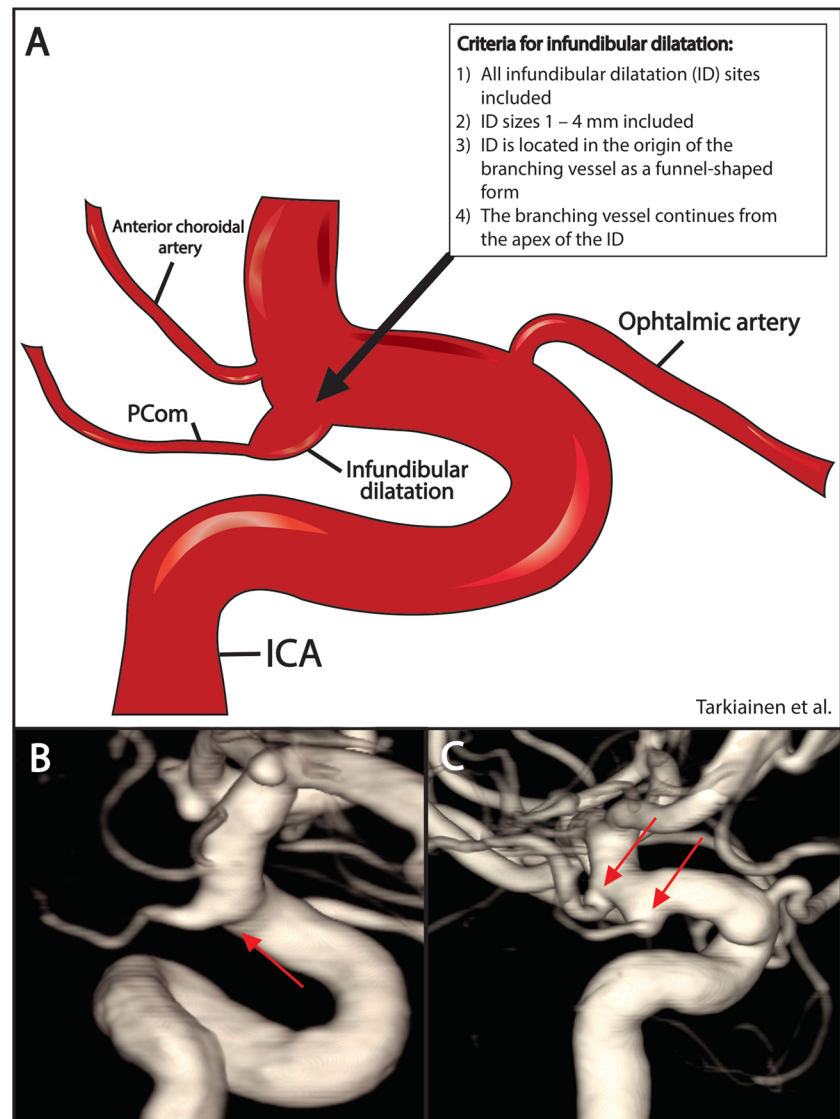 A
Criteria for infundibular dilatation:
1) All infundibular dilatation (ID) sites
included
2) ID sizes 1 – 4 mm included
3) ID is located in the origin of the
branching vessel as a funnel-shaped
form
4) The branching vessel continues from
the apex of the ID
Anterior choroidal
artery
Ophtalmic artery
PCom
Infundibular
dilatation
ICA
Tarkiainen et al.
B
C